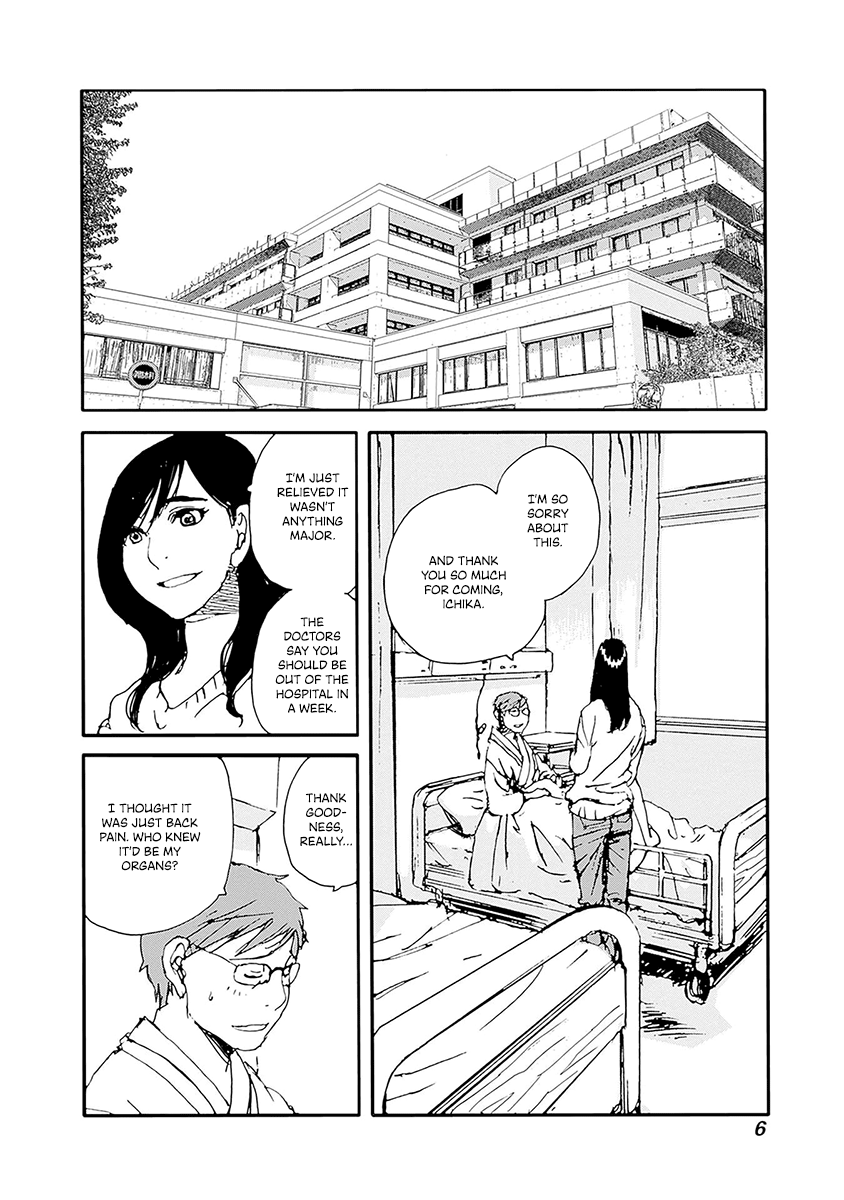 I'M SO
SORRY
ABOUT
THIS.
AND THANK
YOU SO MUCH
FOR COMING,
ICHIKA.
I'M JUST
RELIEVED IT
WASN'T
ANYTHING
MAJOR.
THE
DOCTORS
SAY YOU
SHOULD BE
OUT OF THE
HOSPITAL IN
A WEEK.
THANK
GOOD-
NESS,
REALLY...
I THOUGHT IT
WAS JUST BACK
PAIN. WHO KNEW
IT'D BE MY
ORGANS?
6